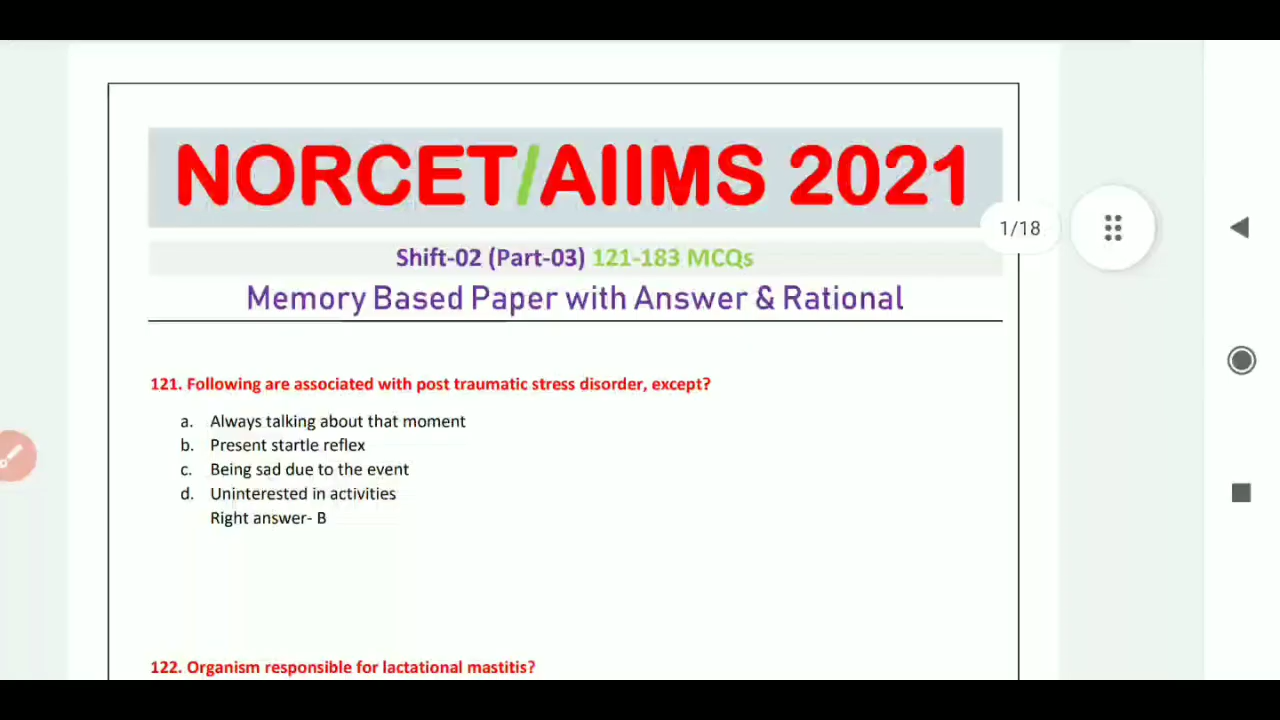 NORCET/AIIMS 2021
1/18
Shift-02 (Part-03) 121-183 MCQs
Memory Based Paper with Answer & Rational
121. Following are associated with post traumatic stress disorder, except?
a. Always talking about that moment
b. Present startle reflex
c. Being sad due to the event
d. Uninterested in activities
Right answer- B
122. Organism responsible for lactational mastitis?